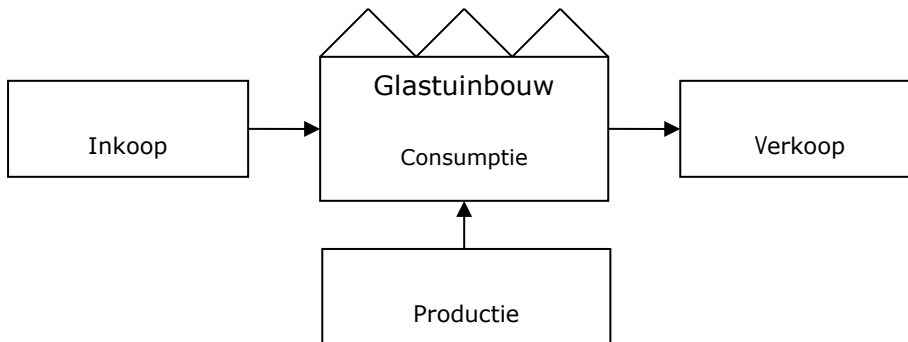 Glastuinbouw
Inkoop
Consumptie
Verkoop
Productie